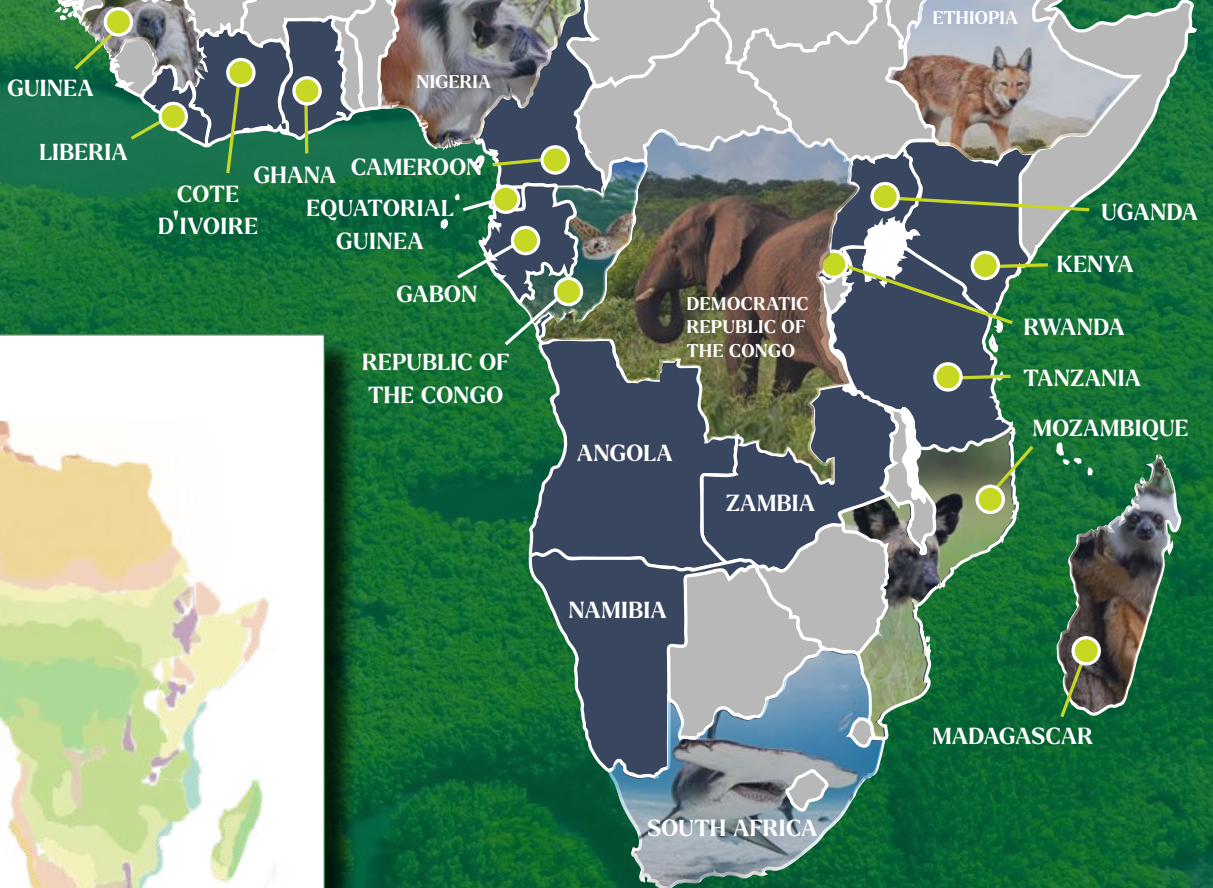 ETHIOPIA
NIGERIA
GUINEA
LIBERIA
COTE
D'IVOIRE
GHANA
CAMEROON
EQUATORIAL
GUINEA
GABON
REPUBLIC OF
THE CONGO
DEMOCRATIC
REPUBLIC OF
THE CONGO
UGANDA
KENYA
RWANDA
TANZANIA
MOZAMBIQUE
ANGOLA
ZAMBIA
NAMIBIA
MADAGASCAR
SOUTH AFRICA